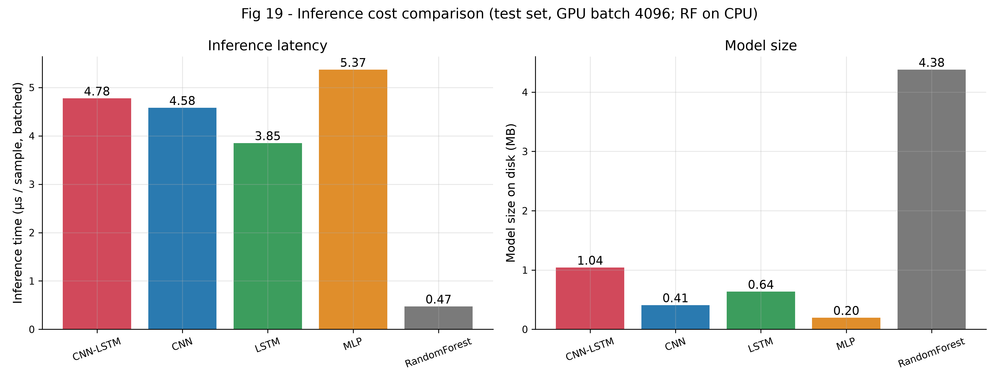 Fig 19 - Inference cost comparison (test set, GPU batch 4096; RF on CPU)
Inference latency
Inference time (µs / sample, batched)
5
4
3
2
1
0
4.78
4.58
3.85
5.37
0.47
CNN-LSTM
CNN
LSTM
MLP
RandomForest
Model size
Model size on disk (MB)
4
3
2
1
0
1.04
0.41
0.64
0.20
4.38
CNN-LSTM
CNN
LSTM
MLP
RandomForest